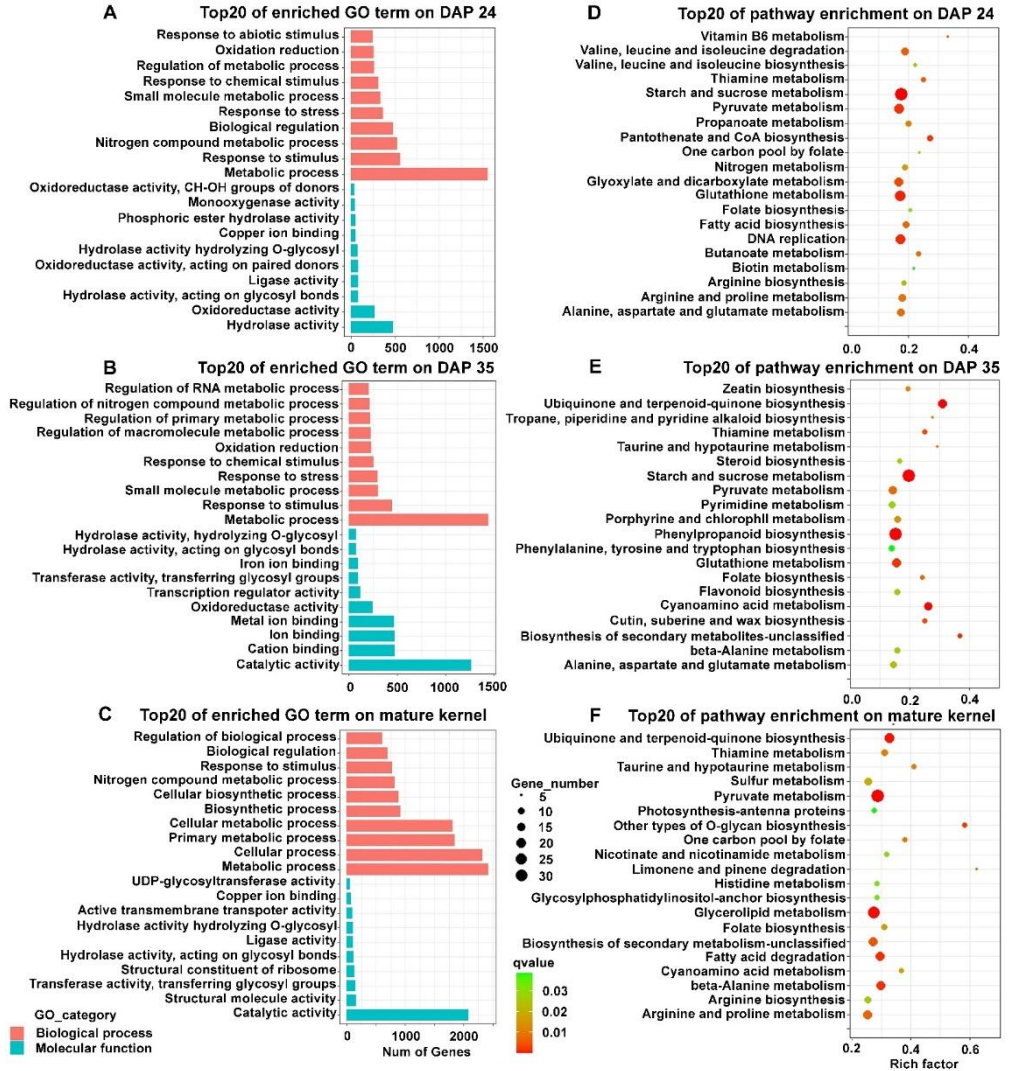 A Top20 of enriched GO term on DAP 24
Response to abiotic stimulus
Oxidation reduction
Regulation of metabolic process
Response to chemical stimulus
Small molecule metabolic process
Response to stress
Biological regulation
Nitrogen compound metabolic process
Response to stimulus
Metabolic process
Oxidoreductase activity, CH-OH groups of donors
Monooxygenase activity
Phosphoric ester hydrolase activity
Copper ion binding
Hydrolase activity hydrolyzing O-glycosyl
Oxidoreductase activity, acting on paired donors
Ligase activity
Hydrolase activity, acting on glycosyl bonds
Oxidoreductase activity
Hydrolase activity
0 500 1000 1500
B Top20 of enriched GO term on DAP 35
Regulation of RNA metabolic process
Regulation of nitrogen compound metabolic process
Regulation of primary metabolic process
Regulation of macromolecule metabolic process
Oxidation reduction
Response to chemical stimulus
Response to stress
Small molecule metabolic process
Response to stimulus
Metabolic process
Hydrolase activity, hydrolyzing O-glycosyl
Hydrolase activity, acting on glycosyl bonds
Iron ion binding
Transferase activity, transferring glycosyl groups
Transcription regulator activity
Oxidoreductase activity
Metal ion binding
Ion binding
Cation binding
Catalytic activity
0 500 1000 1500
C Top20 of enriched GO term on mature kernel
Regulation of biological process
Biological regulation
Response to stimulus
Nitrogen compound metabolic process
Cellular biosynthetic process
Biosynthetic process
Cellular metabolic process
Primary metabolic process
Cellular process
Metabolic process
UDP-glycosyltransferase activity
Copper ion binding
Active transmembrane transpoter activity
Hydrolase activity hydrolyzing O-glycosyl
Ligase activity
Hydrolase activity, acting on glycosyl bonds
Structural constituent of ribosome
Transferase activity, transferring glycosyl groups
Structural molecule activity
Catalytic activity
0 1000 2000
Num of Genes
GO_category
Biological process
Molecular function
D Top20 of pathway enrichment on DAP 24
Vitamin B6 metabolism
Valine, leucine and isoleucine degradation
Valine, leucine and isoleucine biosynthesis
Thiamine metabolism
Starch and sucrose metabolism
Pyruvate metabolism
Propanoate metabolism
Pantothenate and CoA biosynthesis
One carbon pool by folate
Nitrogen metabolism
Glyoxylate and dicarboxylate metabolism
Glutathione metabolism
Folate biosynthesis
Fatty acid biosynthesis
DNA replication
Butanoate metabolism
Biotin metabolism
Arginine biosynthesis
Arginine and proline metabolism
Alanine, aspartate and glutamate metabolism
0.0 0.2 0.4
E Top20 of pathway enrichment on DAP 35
Zeatin biosynthesis
Ubiquinone and terpenoid-quinone biosynthesis
Tropane, piperidine and pyridine alkaloid biosynthesis
Thiamine metabolism
Taurine and hypotaurine metabolism
Steroid biosynthesis
Starch and sucrose metabolism
Pyruvate metabolism
Pyrimidine metabolism
Porphyrine and chlorophll metabolism
Phenylpropanoid biosynthesis
Phenylalanine, tyrosine and tryptophan biosynthesis
Glutathione metabolism
Folate biosynthesis
Flavonoid biosynthesis
Cyanoamino acid metabolism
Cutin, suberine and wax biosynthesis
Biosynthesis of secondary metabolites-unclassified
beta-Alanine metabolism
Alanine, aspartate and glutamate metabolism
0.0 0.2 0.4
F Top20 of pathway enrichment on mature kernel
Ubiquinone and terpenoid-quinone biosynthesis
Thiamine metabolism
Taurine and hypotaurine metabolism
Sulfur metabolism
Pyruvate metabolism
Photosynthesis-antenna proteins
Other types of O-glycan biosynthesis
One carbon pool by folate
Nicotinate and nicotinamide metabolism
Limonene and pinene degradation
Histidine metabolism
Glycosylphosphatidylinositol-anchor biosynthesis
Glycerolipid metabolism
Folate biosynthesis
Biosynthesis of secondary metabolism-unclassified
Fatty acid degradation
Cyanoamino acid metabolism
beta-Alanine metabolism
Arginine biosynthesis
Arginine and proline metabolism
0.2 0.4 0.6
Rich factor
Gene_number
5
10
15
20
25
30
qvalue
0.03
0.02
0.01